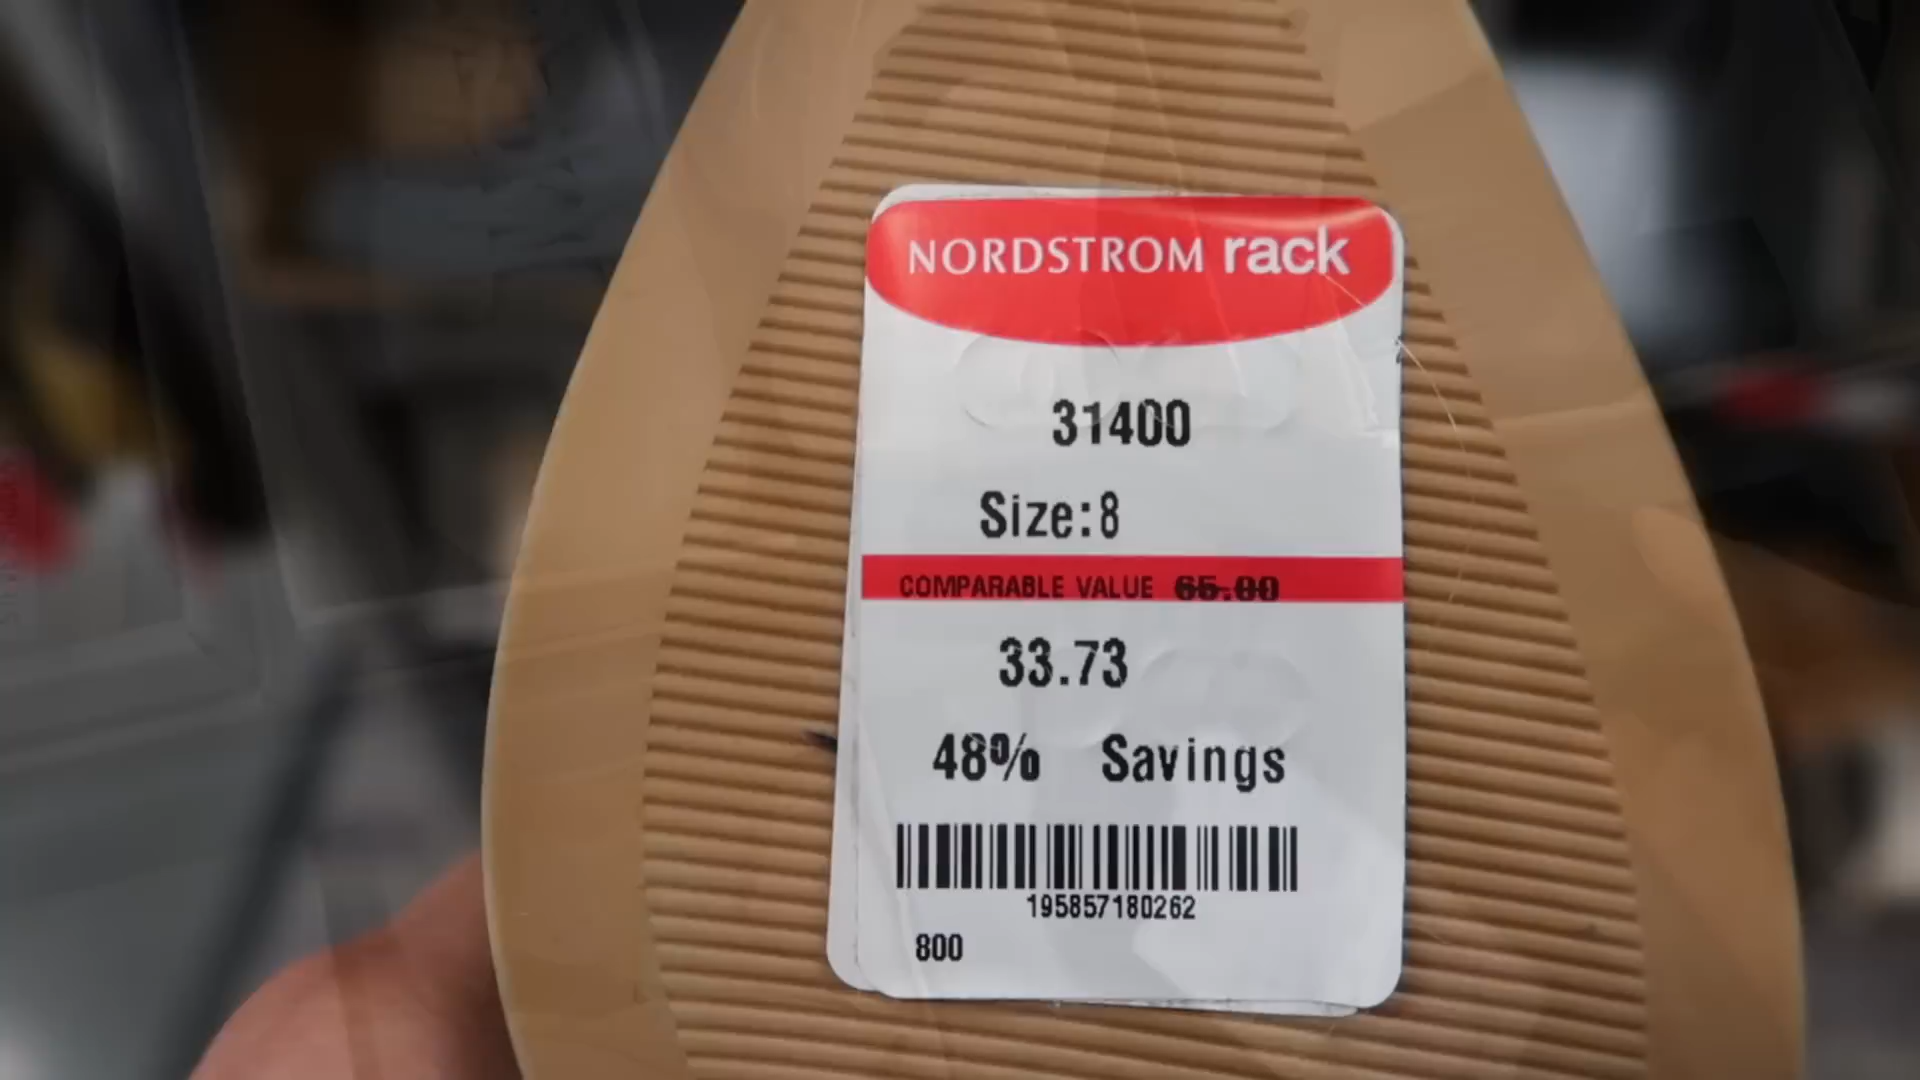 NORDSTROM rack
31400
Size:8
COMPARABLE VALUE 65.00
33.73
48% Savings
195857180262
800